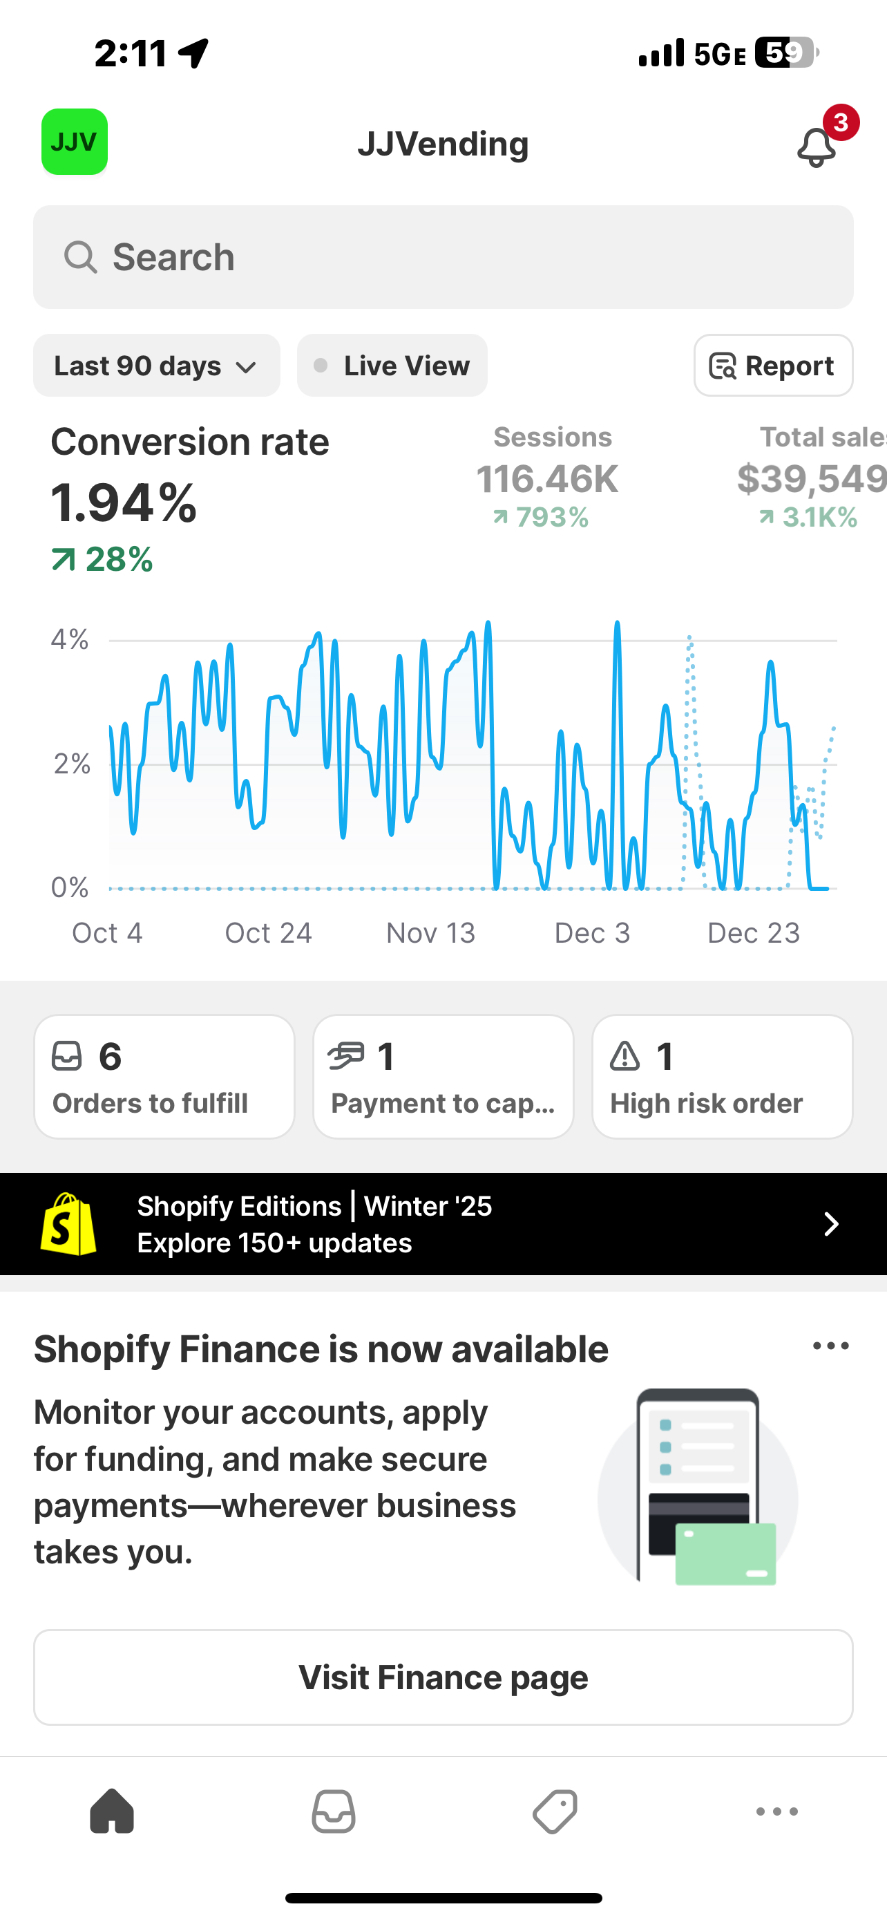 2:11
5GE 59
JJV
JJVending
3
Search
Last 90 days
Live View
Report
Conversion rate
1.94%
28%
Sessions
116.46K
793%
Total sale
$39,549
3.1K%
4%
2%
0%
Oct 4
Oct 24
Nov 13
Dec 3
Dec 23
6
Orders to fulfill
1
Payment to cap...
1
High risk order
S
Shopify Editions | Winter '25
Explore 150+ updates
Shopify Finance is now available
Monitor your accounts, apply
for funding, and make secure
payments—wherever business
takes you.
Visit Finance page